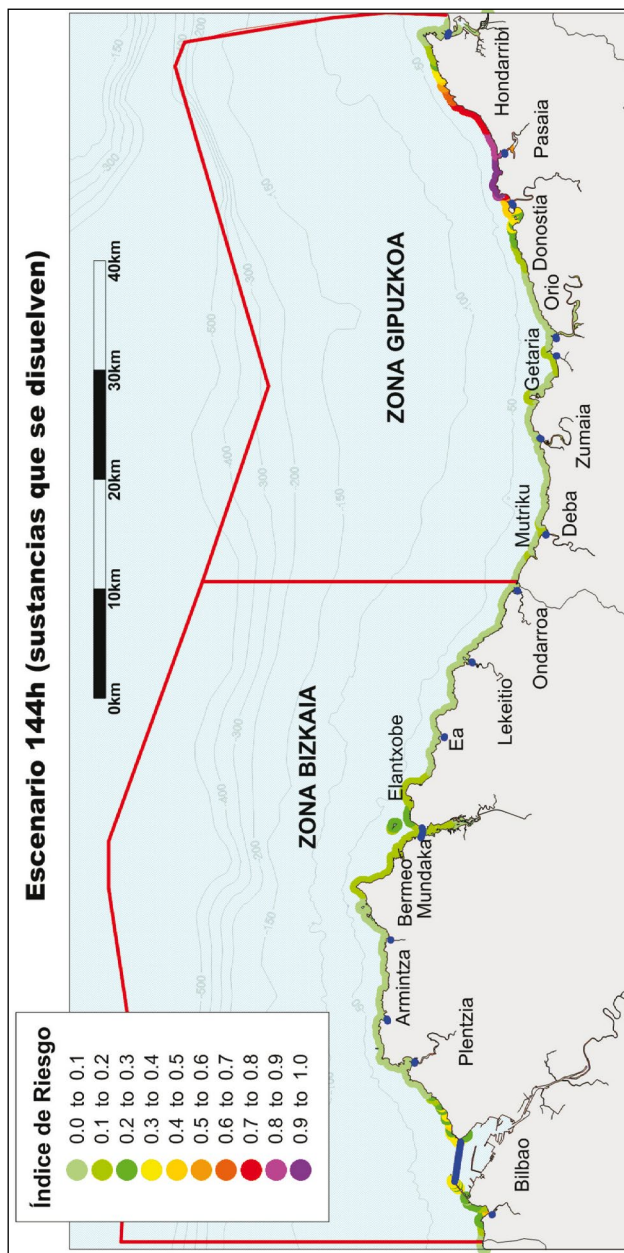 Escenario 144h (sustancias que se disuelven)
Índice de Riesgo
0.0 to 0.1
0.1 to 0.2
0.2 to 0.3
0.3 to 0.4
0.4 to 0.5
0.5 to 0.6
0.6 to 0.7
0.7 to 0.8
0.8 to 0.9
0.9 to 1.0
0km 10km 20km 30km 40km
ZONA BIZKAIA
ZONA GIPUZKOA
Bilbao
Plentzia
Armintza
Bermeo
Mundaka
Elantxobe
Ea
Lekeitio
Ondarroa
Mutriku
Deba
Zumaia
Getaria
Orio
Donostia
Pasaia
Hondarribi